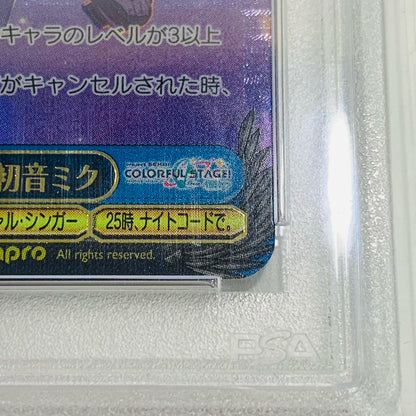 キャラのレベルが3以上
がキャンセルされた時、
初音ミク
COLORFUL STAGE!
ャル・シンガー
25時、ナイトコードで。
npro All rights reserved.
PSA